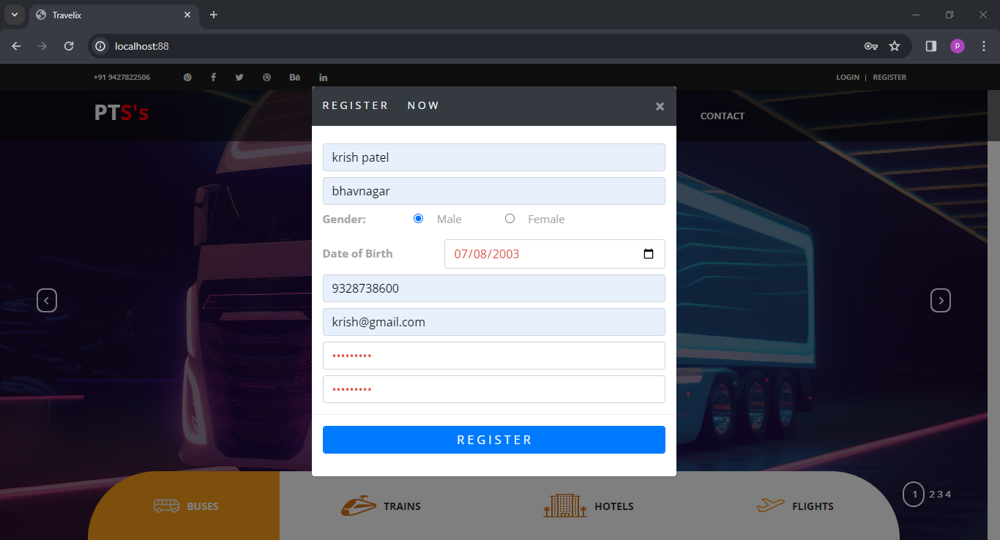 Travelix
localhost:88
p
+91 9427822506
Bē
in
LOGIN | REGISTER
PTS's
CONTACT
REGISTER NOW
×
krish patel
bhavnagar
Gender: Male Female
Date of Birth 07/08/2003
9328738600
krish@gmail.com
•••••••••
•••••••••
REGISTER
BUSES TRAINS HOTELS FLIGHTS
1 2 3 4